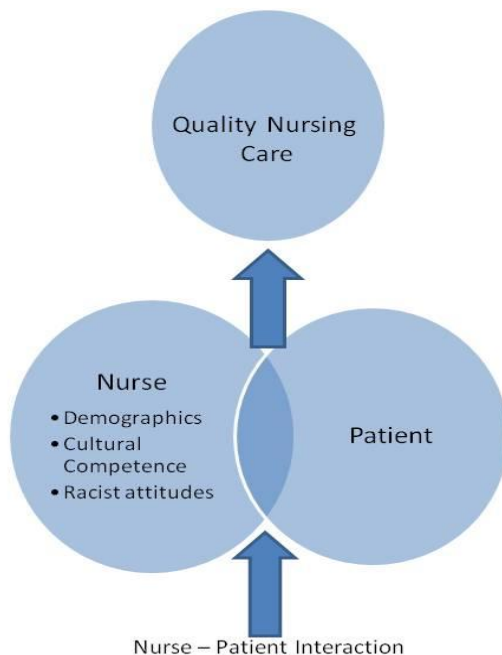 Quality Nursing
Care
Nurse
• Demographics
• Cultural
Competence
• Racist attitudes
Patient
Nurse – Patient Interaction